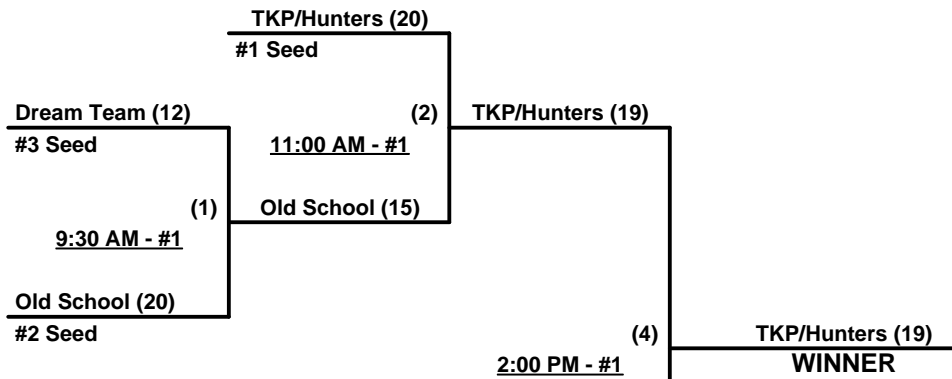 TKP/Hunters (20)
#1 Seed
Dream Team (12)
(2)
TKP/Hunters (19)
#3 Seed
11:00 AM - #1
(1)
Old School (15)
9:30 AM - #1
Old School (20)
#2 Seed
(4)
TKP/Hunters (19)
2:00 PM - #1
WINNER